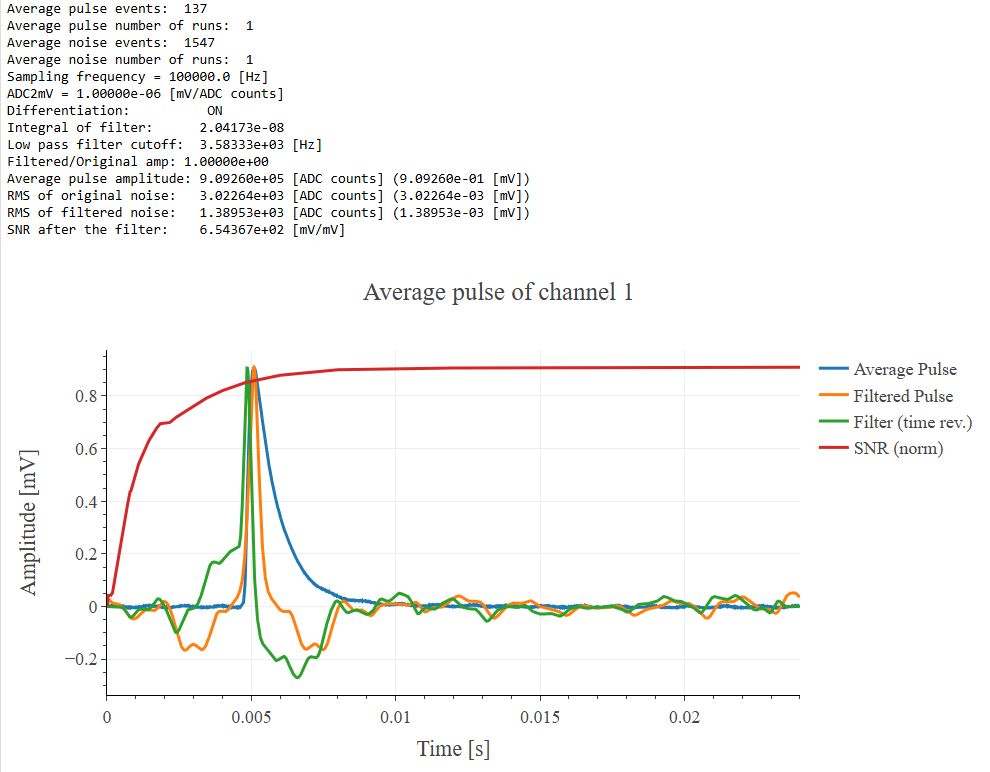 Average pulse events:  137
Average pulse number of runs:  1
Average noise events:  1547
Average noise number of runs:  1
Sampling frequency = 100000.0 [Hz]
ADC2mV = 1.00000e-06 [mV/ADC counts]
Differentiation:          ON
Integral of filter:      2.04173e-08
Low pass filter cutoff:  3.58333e+03 [Hz]
Filtered/Original amp: 1.00000e+00
Average pulse amplitude: 9.09260e+05 [ADC counts] (9.09260e-01 [mV])
RMS of original noise:   3.02264e+03 [ADC counts] (3.02264e-03 [mV])
RMS of filtered noise:   1.38953e+03 [ADC counts] (1.38953e-03 [mV])
SNR after the filter:    6.54367e+02 [mV/mV]
Average pulse of channel 1
Average Pulse
Filtered Pulse
Filter (time rev.)
SNR (norm)
Amplitude [mV]
0.8
0.6
0.4
0.2
0
−0.2
0 0.005 0.01 0.015 0.02
Time [s]